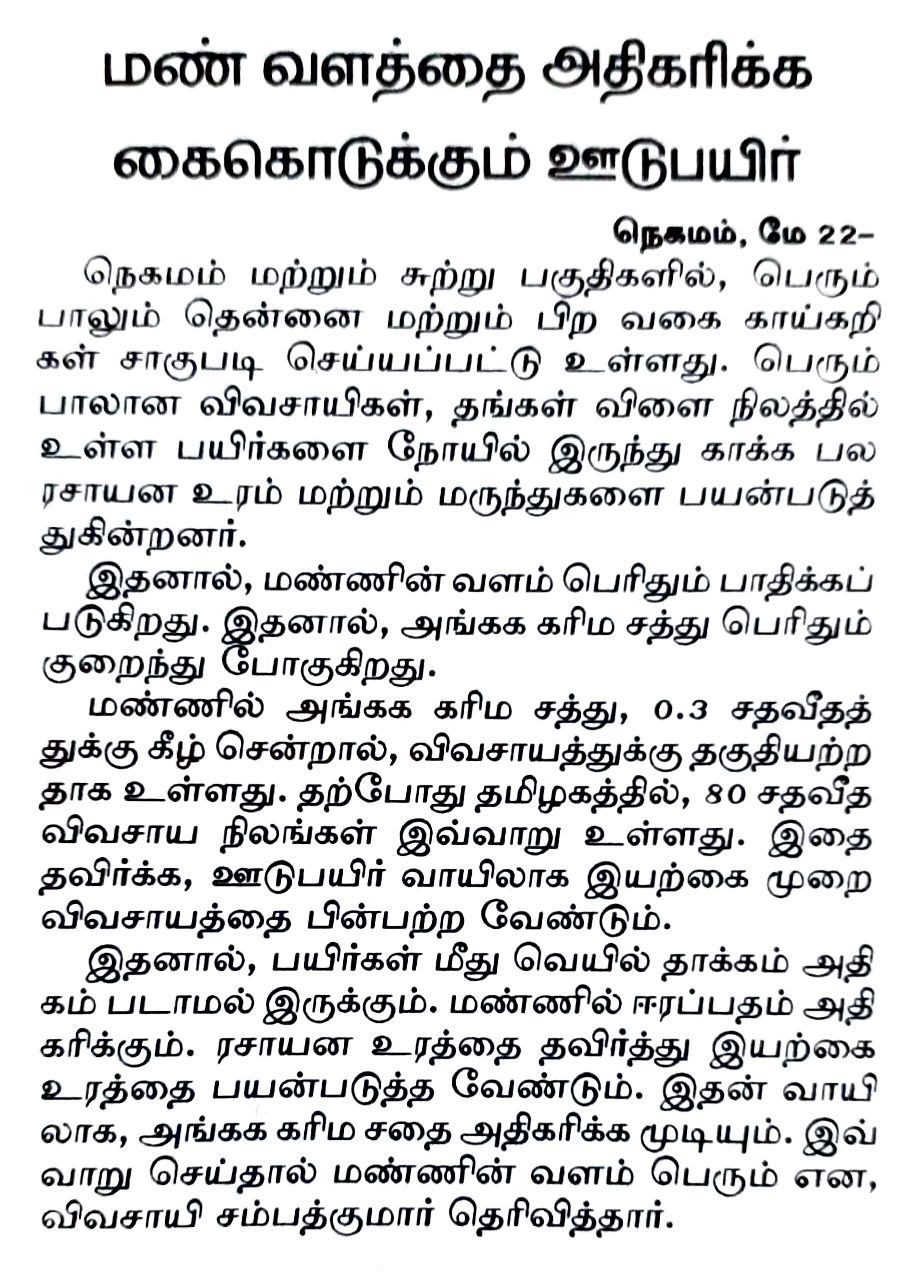 மண் வளத்தை அதிகரிக்க
கைகொடுக்கும் ஊடுபயிர்
நெகமம், மே 22–
நெகமம் மற்றும் சுற்று பகுதிகளில், பெரும்
பாலும் தென்னை மற்றும் பிற வகை காய்கறி
கள் சாகுபடி செய்யப்பட்டு உள்ளது. பெரும்
பாலான விவசாயிகள், தங்கள் விளை நிலத்தில்
உள்ள பயிர்களை நோயில் இருந்து காக்க பல
ரசாயன உரம் மற்றும் மருந்துகளை பயன்படுத்
துகின்றனர்.
இதனால், மண்ணின் வளம் பெரிதும் பாதிக்கப்
படுகிறது. இதனால், அங்கக கரிம சத்து பெரிதும்
குறைந்து போகுகிறது.
மண்ணில் அங்கக கரிம சத்து, 0.3 சதவீதத்
துக்கு கீழ் சென்றால், விவசாயத்துக்கு தகுதியற்ற
தாக உள்ளது. தற்போது தமிழகத்தில், 80 சதவீத
விவசாய நிலங்கள் இவ்வாறு உள்ளது. இதை
தவிர்க்க, ஊடுபயிர் வாயிலாக இயற்கை முறை
விவசாயத்தை பின்பற்ற வேண்டும்.
இதனால், பயிர்கள் மீது வெயில் தாக்கம் அதி
கம் படாமல் இருக்கும். மண்ணில் ஈரப்பதம் அதி
கரிக்கும். ரசாயன உரத்தை தவிர்த்து இயற்கை
உரத்தை பயன்படுத்த வேண்டும். இதன் வாயி
லாக, அங்கக கரிம சதை அதிகரிக்க முடியும். இவ்
வாறு செய்தால் மண்ணின் வளம் பெரும் என,
விவசாயி சம்பத்குமார் தெரிவித்தார்.